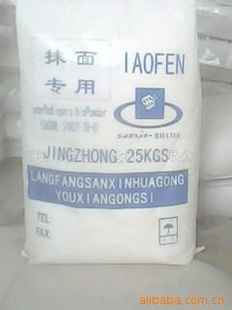 抹面
专用
IAOFEN
JINGZHONG 25KGS
LANGFANGSANXINHUAGONG
YOUXIANGONGSI
TEL:
FAX:
alibaba.com.cn